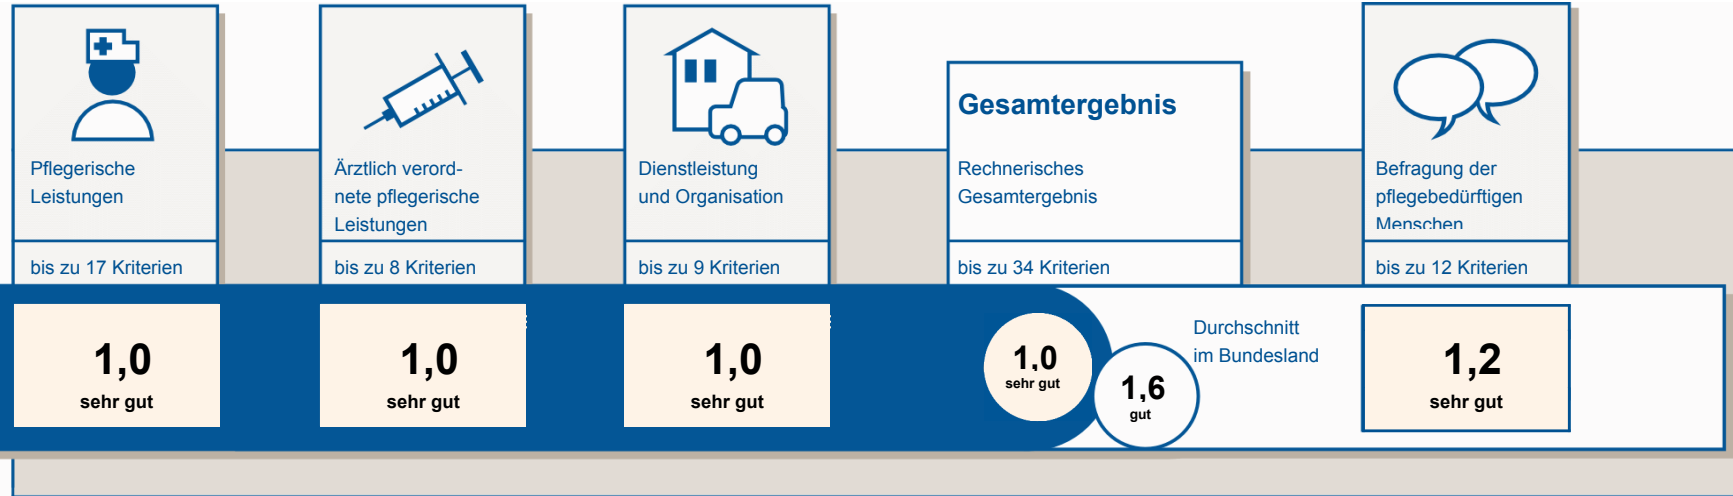 Pflegerische
Leistungen
bis zu 17 Kriterien
1,0
sehr gut
Ärztlich verord-
nete pflegerische
Leistungen
bis zu 8 Kriterien
1,0
sehr gut
Dienstleistung
und Organisation
bis zu 9 Kriterien
1,0
sehr gut
Gesamtergebnis
Rechnerisches
Gesamtergebnis
bis zu 34 Kriterien
1,0
sehr gut
1,6
gut
Durchschnitt
im Bundesland
Befragung der
pflegebedürftigen
Menschen
bis zu 12 Kriterien
1,2
sehr gut